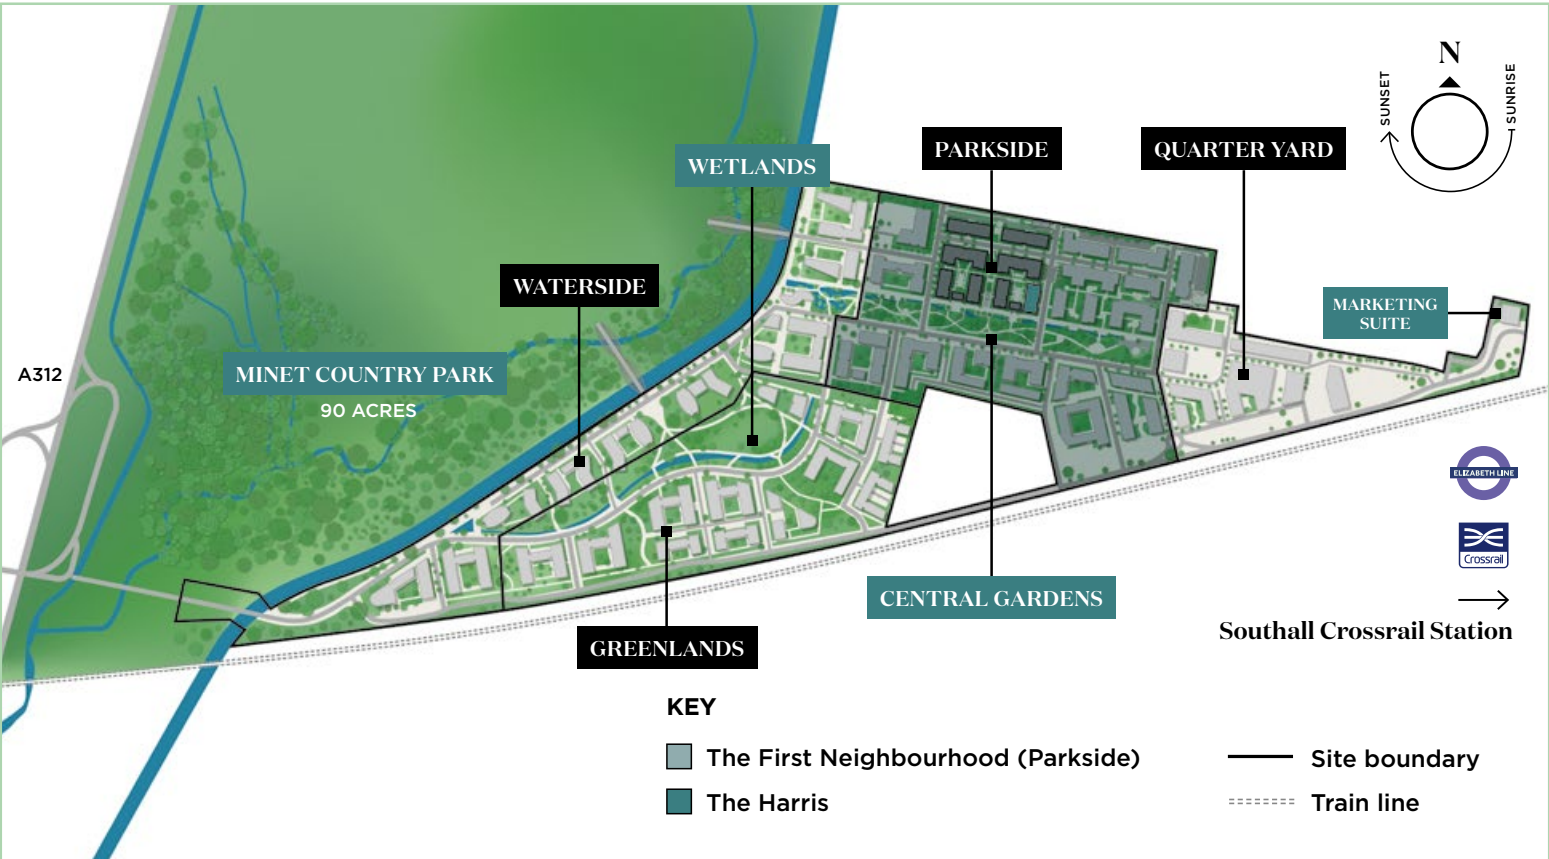 N
SUNSET
SUNRISE
PARKSIDE
QUARTER YARD
WETLANDS
WATERSIDE
MARKETING
SUITE
A312
MINET COUNTRY PARK
90 ACRES
ELIZABETH LINE
Crossrail
CENTRAL GARDENS
Southall Crossrail Station
GREENLANDS
KEY
The First Neighbourhood (Parkside)
Site boundary
The Harris
Train line